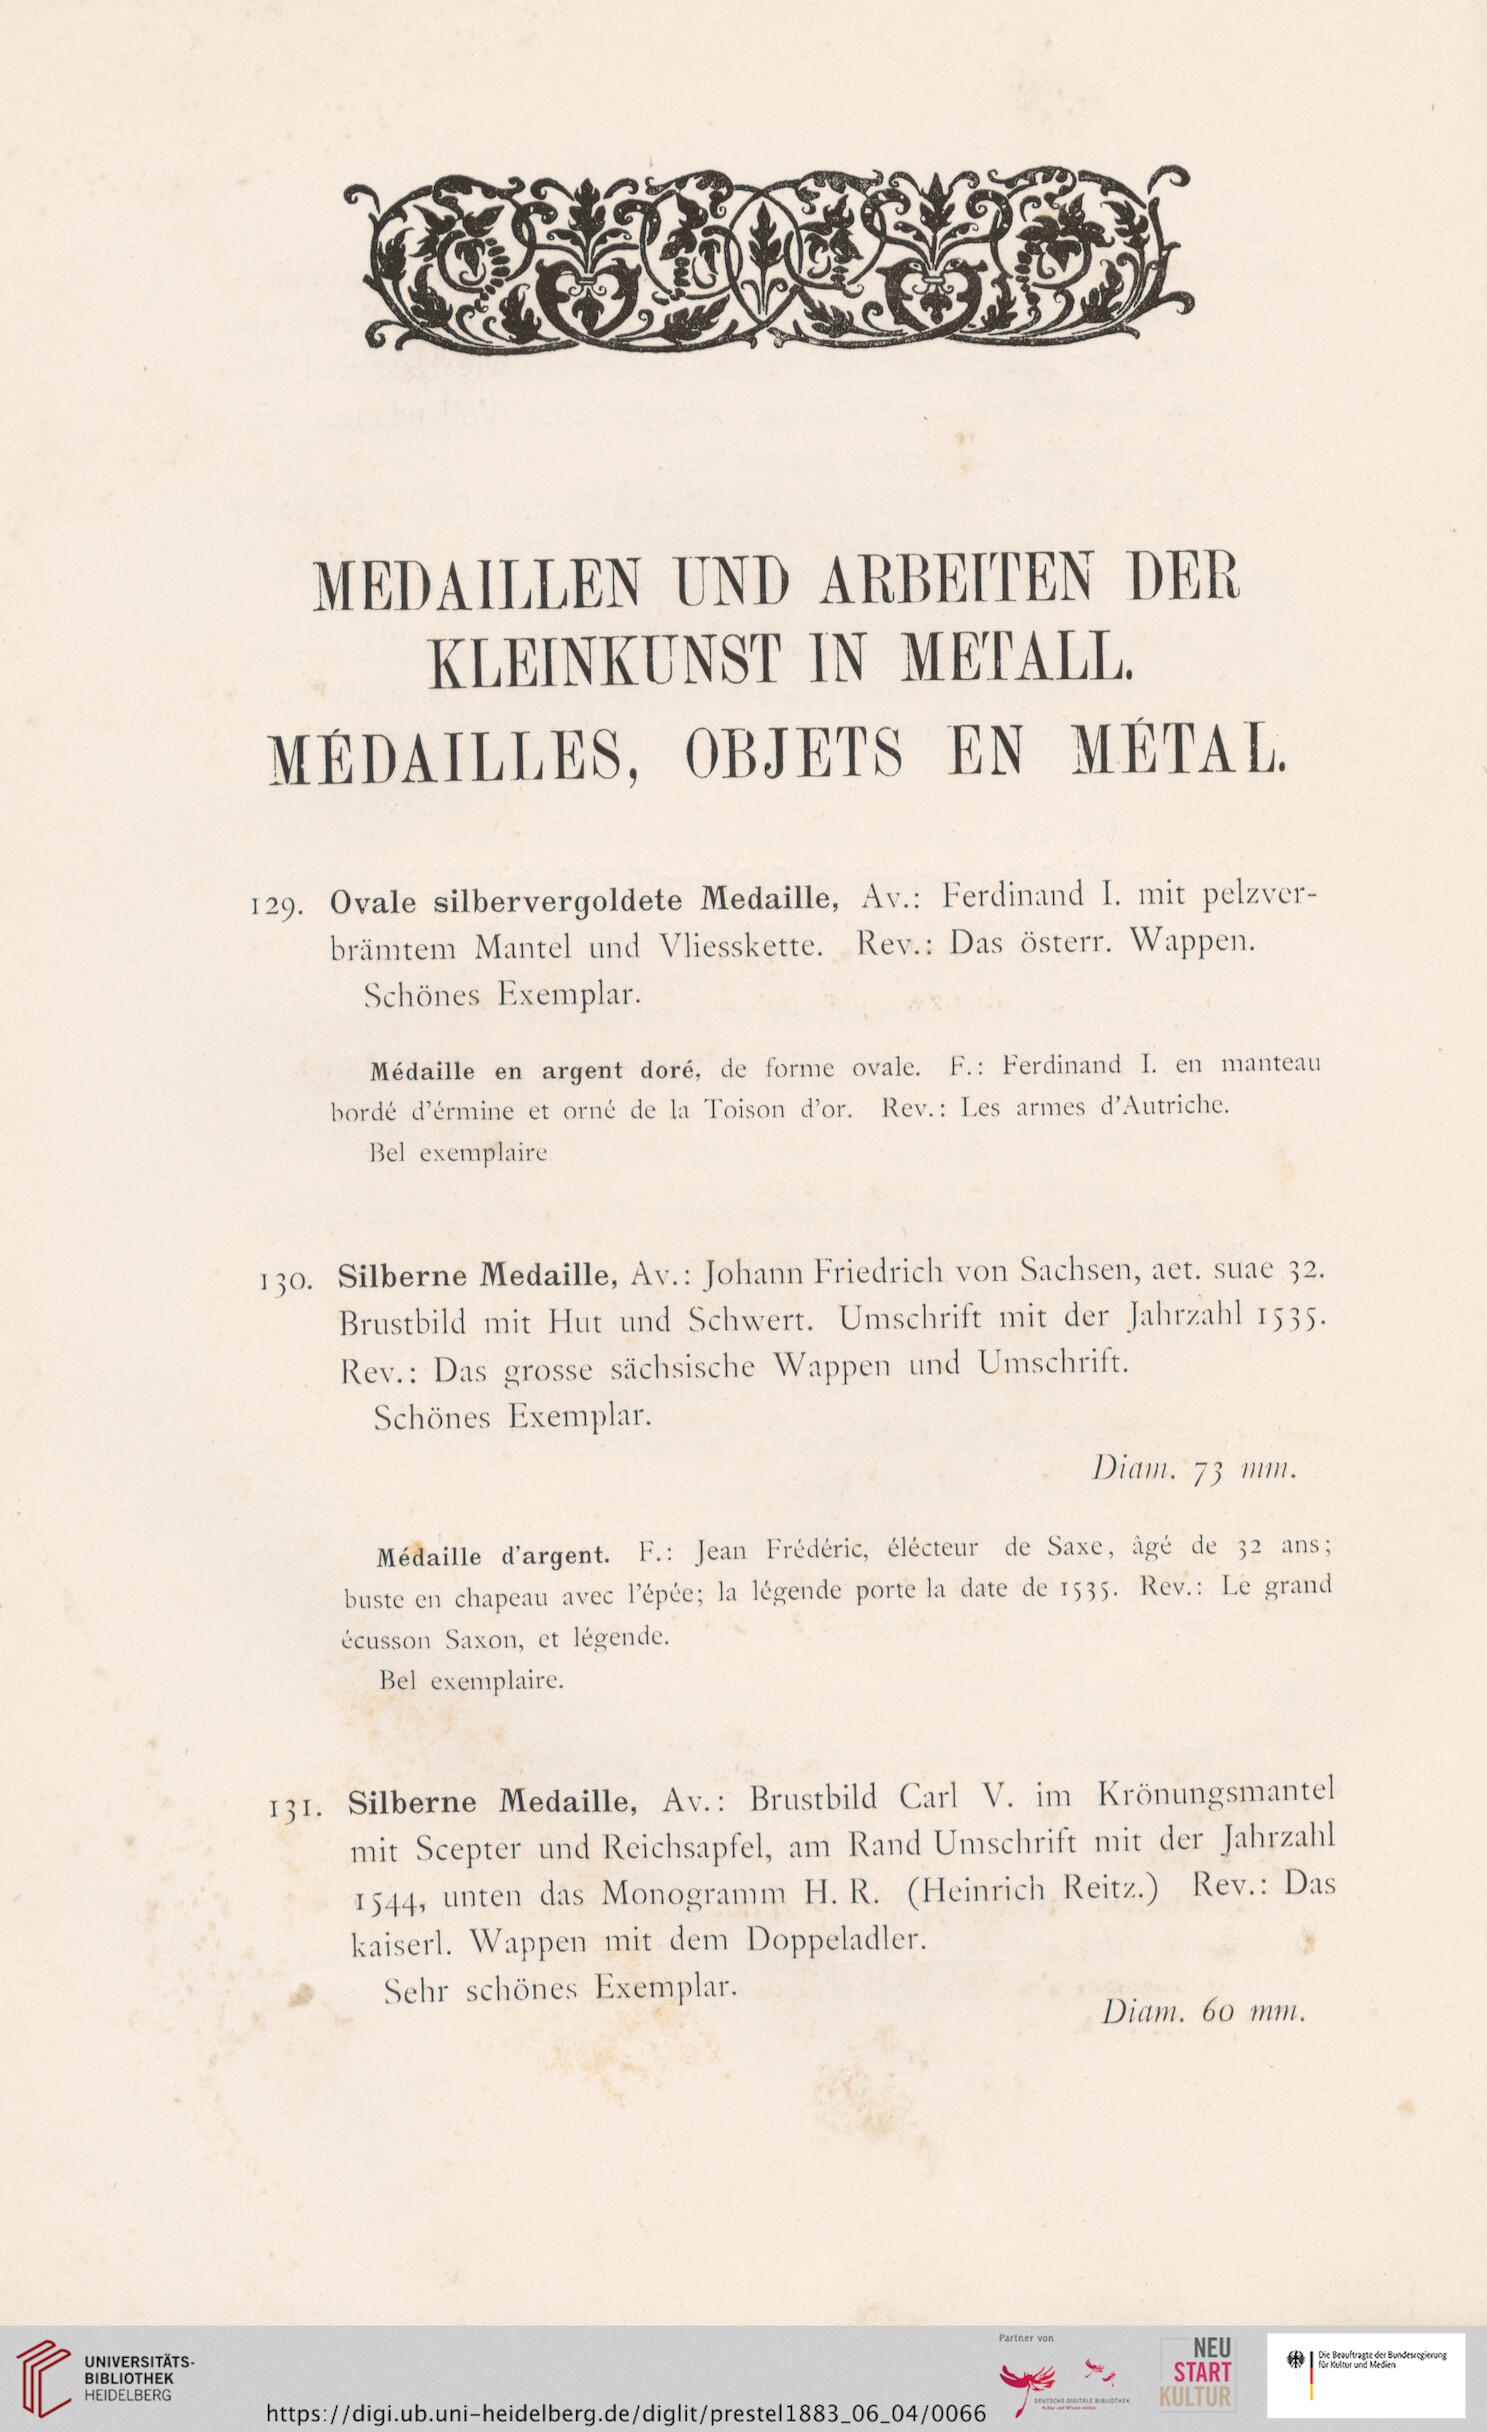 MEDAILLEN UND ARBEITEN DER
KLEINKUNST IN METALL.
MÉDAILLES, OBJETS EN MÉTAL.
129. Ovale silbervergoldete Medaille, Av.: Ferdinand I. mit pelzver-
brämtem Mantel und Vliesskette. Rev.: Das österr. Wappen.
Schönes Exemplar.
Médaille en argent doré, de forme ovale. F.: Ferdinand I. en manteau
bordé d'érmine et orné de la Toison d'or. Rev.: Les armes d'Autriche.
Bel exemplaire
130. Silberne Medaille, Av.: Johann Friedrich von Sachsen, aet. suae 32.
Brustbild mit Hut und Schwert. Umschrift mit der Jahrzahl 1535.
Rev.: Das grosse sächsische Wappen und Umschrift.
Schönes Exemplar.
Diam. 73 mm.
Médaille d'argent. F.: Jean Frédéric, élécteur de Saxe, âgé de 32 ans;
buste en chapeau avec l'épée; la légende porte la date de 1535. Rev.: Le grand
écusson Saxon, et légende.
Bel exemplaire.
131. Silberne Medaille, Av.: Brustbild Carl V. im Krönungsmantel
mit Scepter und Reichsapfel, am Rand Umschrift mit der Jahrzahl
1544, unten das Monogramm H. R. (Heinrich Reitz.) Rev.: Das
kaiserl. Wappen mit dem Doppeladler.
Sehr schönes Exemplar.
Diam. 60 mm.
UNIVERSITÄTS-
BIBLIOTHEK
HEIDELBERG
https://digi.ub.uni-heidelberg.de/diglit/prestel1883_06_04/0066
Partner von
DEUTSCHE DIGITALE BIBLIOTHEK
Kultur und Wissen online
NEU
START
KULTUR
Die Beauftragte der Bundesregierung
für Kultur und Medien